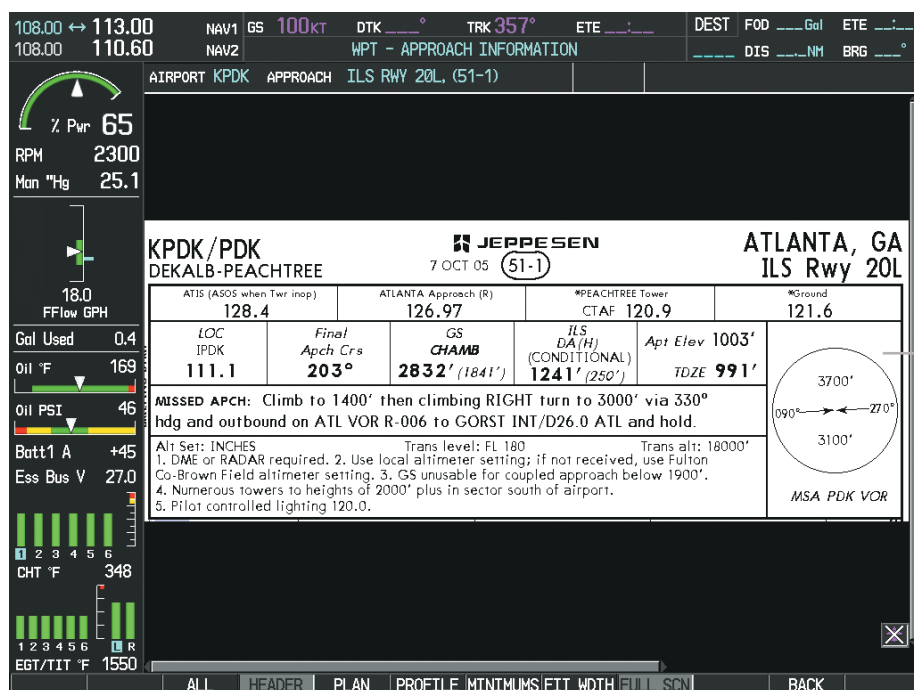 108.00 ↔ 113.00 NAV1 GS 100KT DTK ___° TRK 357° ETE __:__ DEST FOD ___Gal ETE __:__
108.00 110.60 NAV2 WPT - APPROACH INFORMATION ____ DIS __._NM BRG ___°
AIRPORT KPDK APPROACH ILS RWY 20L, (51-1)
% Pwr 65
RPM 2300
Man "Hg 25.1
18.0
FFlow GPH
Gal Used 0.4
Oil °F 169
Oil PSI 46
Batt1 A +45
Ess Bus V 27.0
1 2 3 4 5 6
CHT °F 348
1 2 3 4 5 6 L R
EGT/TIT °F 1550
KPDK/PDK JEPPESEN ATLANTA, GA
DEKALB-PEACHTREE 7 OCT 05 51-1 ILS Rwy 20L
ATIS (ASOS when Twr inop) ATLANTA Approach (R) *PEACHTREE Tower *Ground
128.4 126.97 CTAF 120.9 121.6
LOC
IPDK
111.1
Final
Apch Crs
203°
GS
CHAMB
2832' (1841')
ILS
DA(H)
(CONDITIONAL)
1241' (250')
Apt Elev 1003'
TDZE 991'
MISSED APCH: Climb to 1400' then climbing RIGHT turn to 3000' via 330°
hdg and outbound on ATL VOR R-006 to GORST INT/D26.0 ATL and hold.
Alt Set: INCHES Trans level: FL 180 Trans alt: 18000'
1. DME or RADAR required. 2. Use local altimeter setting; if not received, use Fulton
Co-Brown Field altimeter setting. 3. GS unusable for coupled approach below 1900'.
4. Numerous towers to heights of 2000' plus in sector south of airport.
5. Pilot controlled lighting 120.0.
3700'
090° 270°
3100'
MSA PDK VOR
ALL HEADER PLAN PROFILE MINIMUMS FIT WDTH FULL SCN BACK